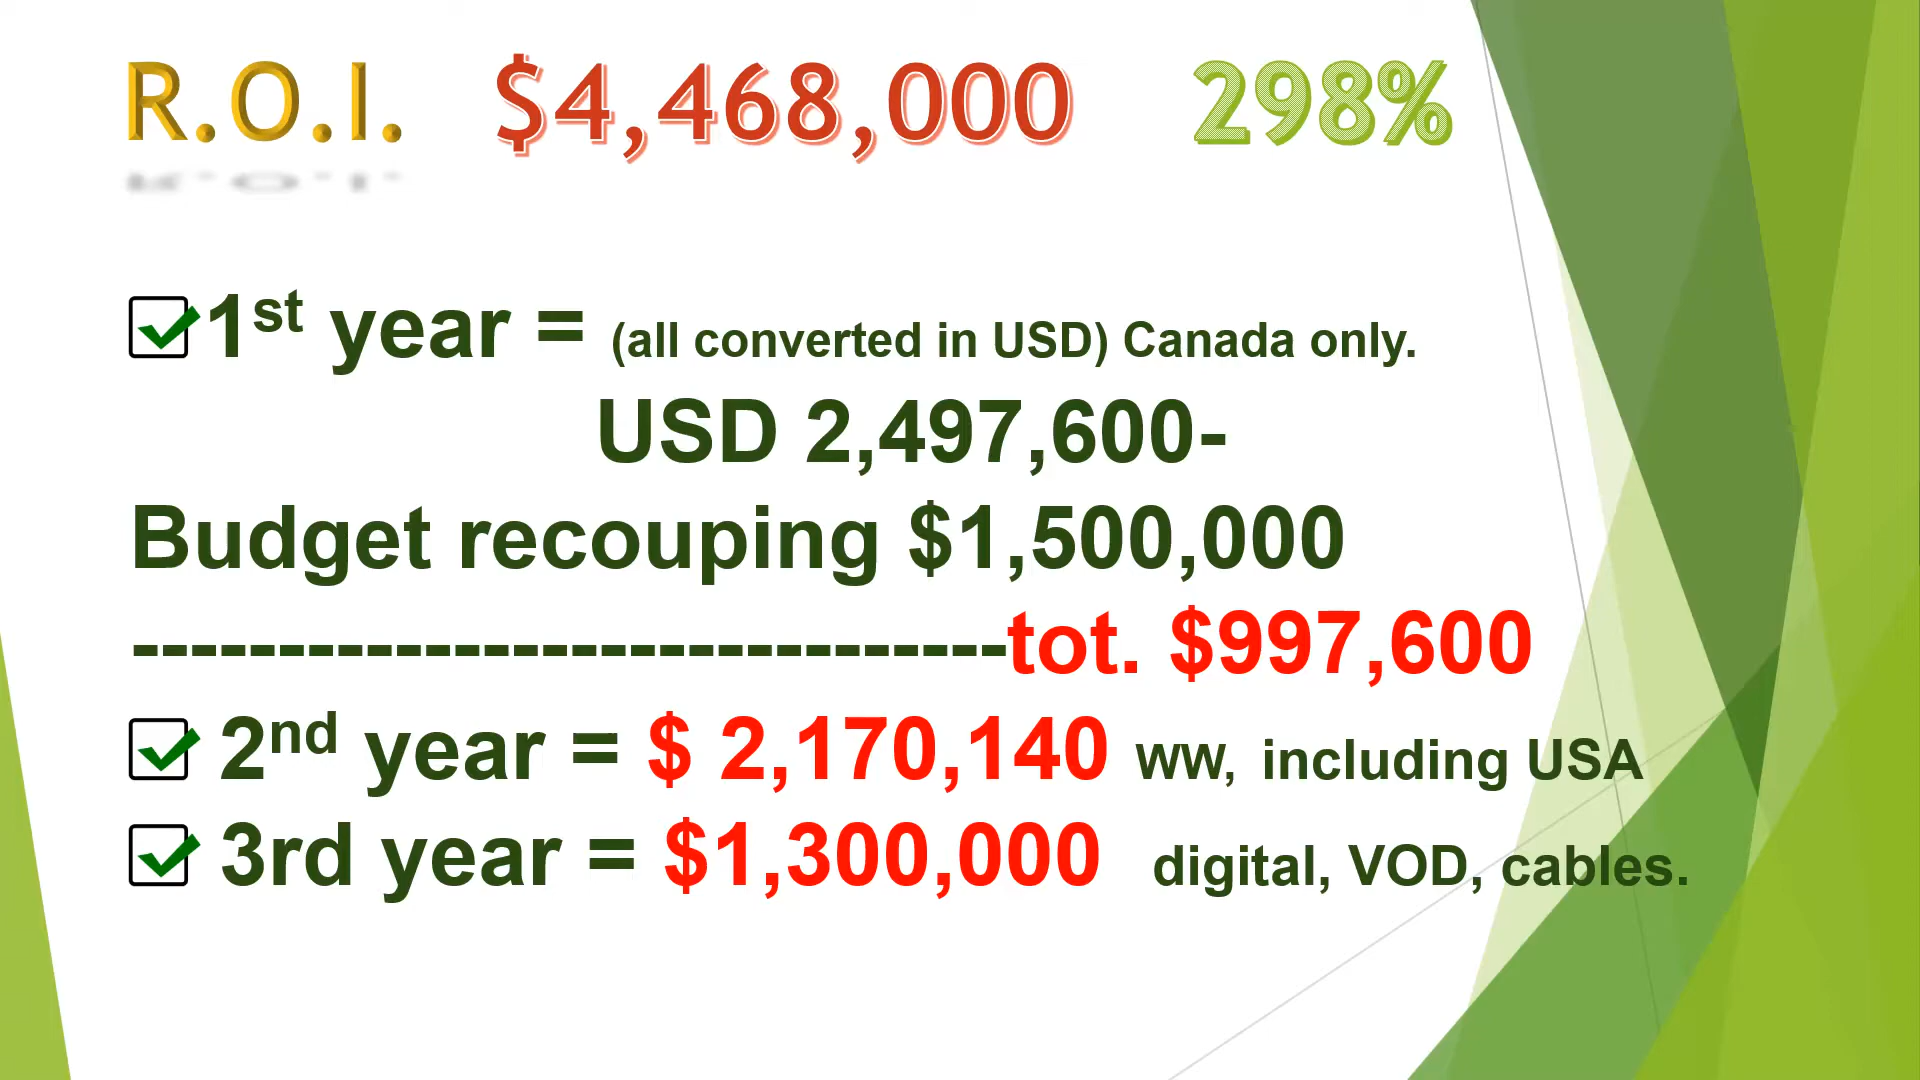 R.O.I. $4,468,000 298%
1st year = (all converted in USD) Canada only.
USD 2,497,600-
Budget recouping $1,500,000
------------------------------tot. $997,600
2nd year = $ 2,170,140 ww, including USA
3rd year = $1,300,000 digital, VOD, cables.